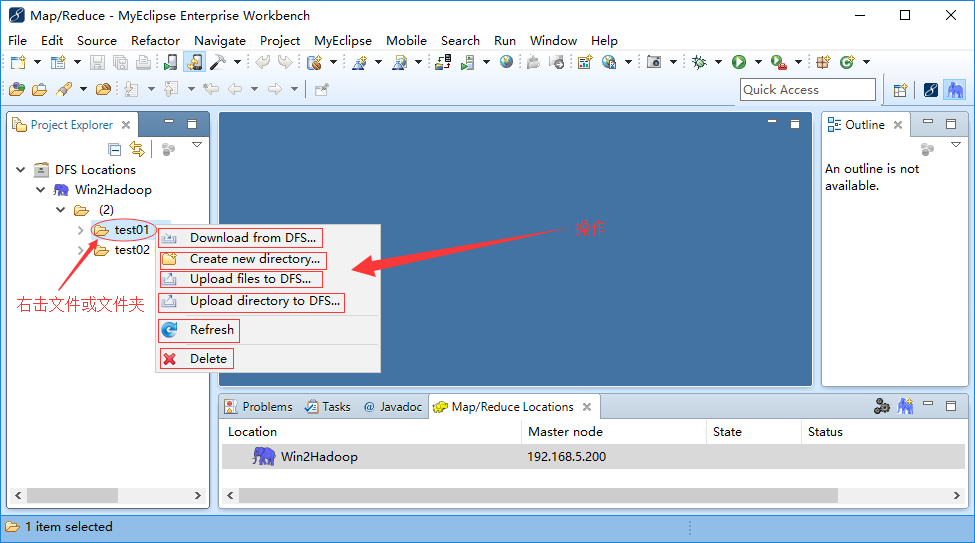 Map/Reduce - MyEclipse Enterprise Workbench
File Edit Source Refactor Navigate Project MyEclipse Mobile Search Run Window Help
Quick Access
Project Explorer
Outline
DFS Locations
An outline is not
available.
Win2Hadoop
(2)
test01
test02
Download from DFS...
Create new directory...
Upload files to DFS...
Upload directory to DFS...
Refresh
Delete
右击文件或文件夹
Problems @ Javadoc Tasks Map/Reduce Locations
Location Master node State Status
Win2Hadoop 192.168.5.200
1 item selected